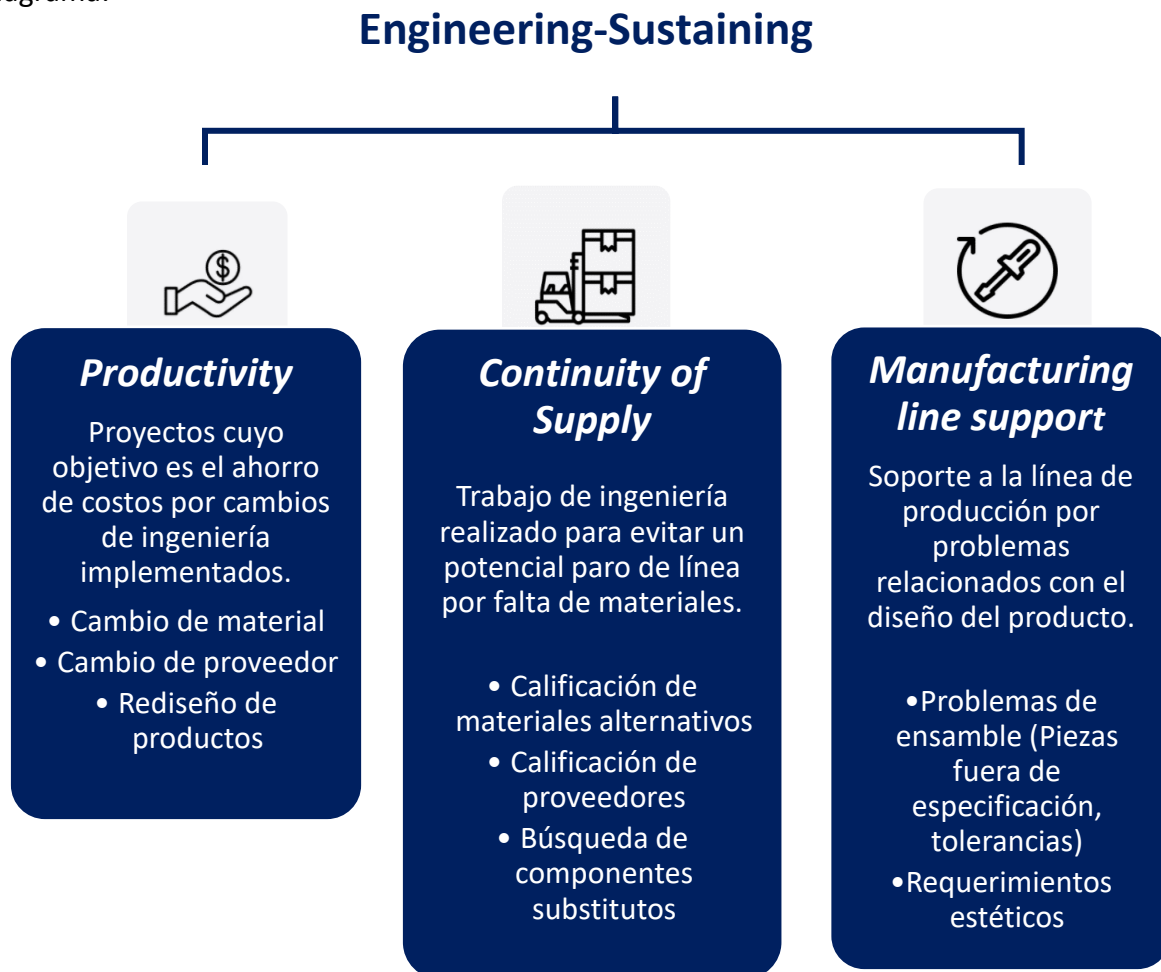 Engineering-Sustaining
$
Productivity
Proyectos cuyo
objetivo es el ahorro
de costos por cambios
de ingeniería
implementados.
• Cambio de material
• Cambio de proveedor
• Rediseño de
productos
Continuity of
Supply
Trabajo de ingeniería
realizado para evitar un
potencial paro de línea
por falta de materiales.
• Calificación de
materiales alternativos
• Calificación de
proveedores
• Búsqueda de
componentes
substitutos
Manufacturing
line support
Soporte a la línea de
producción por
problemas
relacionados con el
diseño del producto.
•Problemas de
ensamble (Piezas
fuera de
especificación,
tolerancias)
•Requerimientos
estéticos